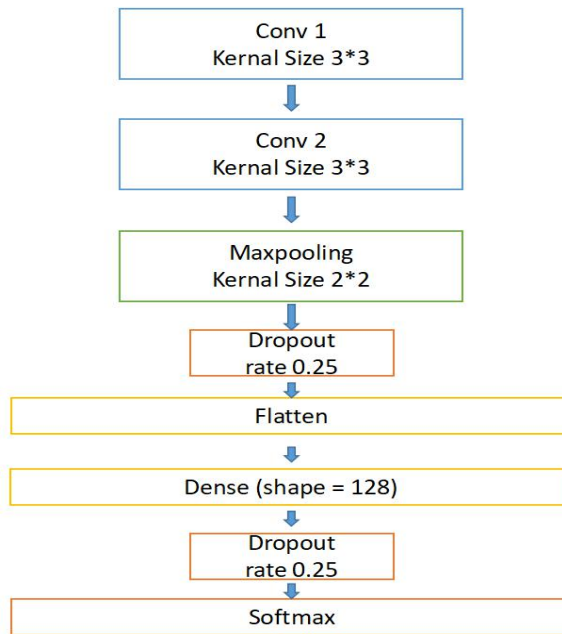 Conv 1
Kernal Size 3*3
Conv 2
Kernal Size 3*3
Maxpooling
Kernal Size 2*2
Dropout
rate 0.25
Flatten
Dense (shape = 128)
Dropout
rate 0.25
Softmax